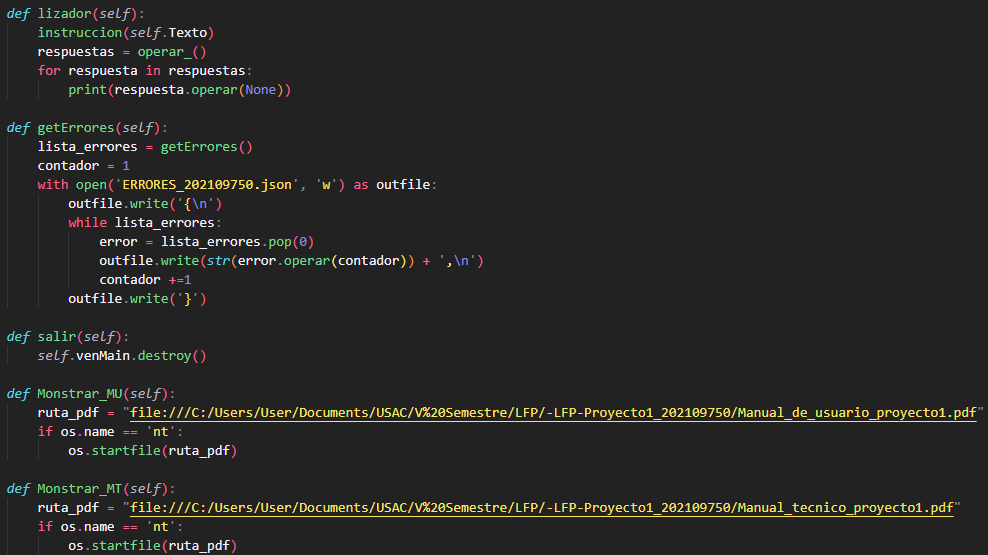 def lizador(self):
    instruccion(self.Texto)
    respuestas = operar_()
    for respuesta in respuestas:
        print(respuesta.operar(None))

def getErrores(self):
    lista_errores = getErrores()
    contador = 1
    with open('ERRORES_202109750.json', 'w') as outfile:
        outfile.write('{\n')
        while lista_errores:
            error = lista_errores.pop(0)
            outfile.write(str(error.operar(contador)) + ',\n')
            contador +=1
        outfile.write('}')

def salir(self):
    self.venMain.destroy()

def Monstrar_MU(self):
    ruta_pdf = "file:///C:/Users/User/Documents/USAC/V%20Semestre/LFP/-LFP-Proyecto1_202109750/Manual_de_usuario_proyecto1.pdf"
    if os.name == 'nt':
        os.startfile(ruta_pdf)

def Monstrar_MT(self):
    ruta_pdf = "file:///C:/Users/User/Documents/USAC/V%20Semestre/LFP/-LFP-Proyecto1_202109750/Manual_tecnico_proyecto1.pdf"
    if os.name == 'nt':
        os.startfile(ruta_pdf)